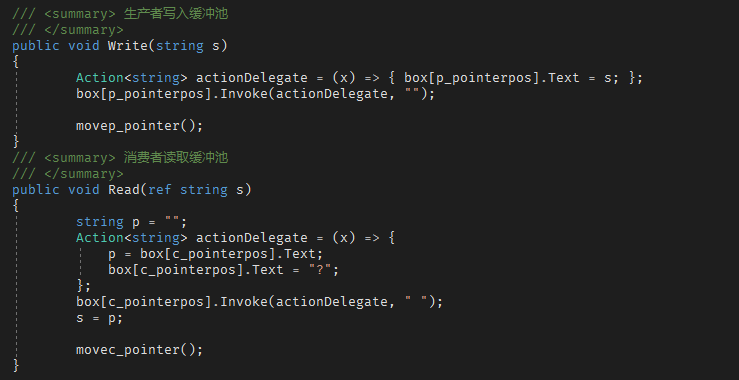 /// <summary> 生产者写入缓冲池
/// </summary>
public void Write(string s)
{
        Action<string> actionDelegate = (x) => { box[p_pointerpos].Text = s; };
        box[p_pointerpos].Invoke(actionDelegate, "");

        movep_pointer();
}
/// <summary> 消费者读取缓冲池
/// </summary>
public void Read(ref string s)
{
        string p = "";
        Action<string> actionDelegate = (x) => {
            p = box[c_pointerpos].Text;
            box[c_pointerpos].Text = "?";
        };
        box[c_pointerpos].Invoke(actionDelegate, " ");
        s = p;

        movec_pointer();
}